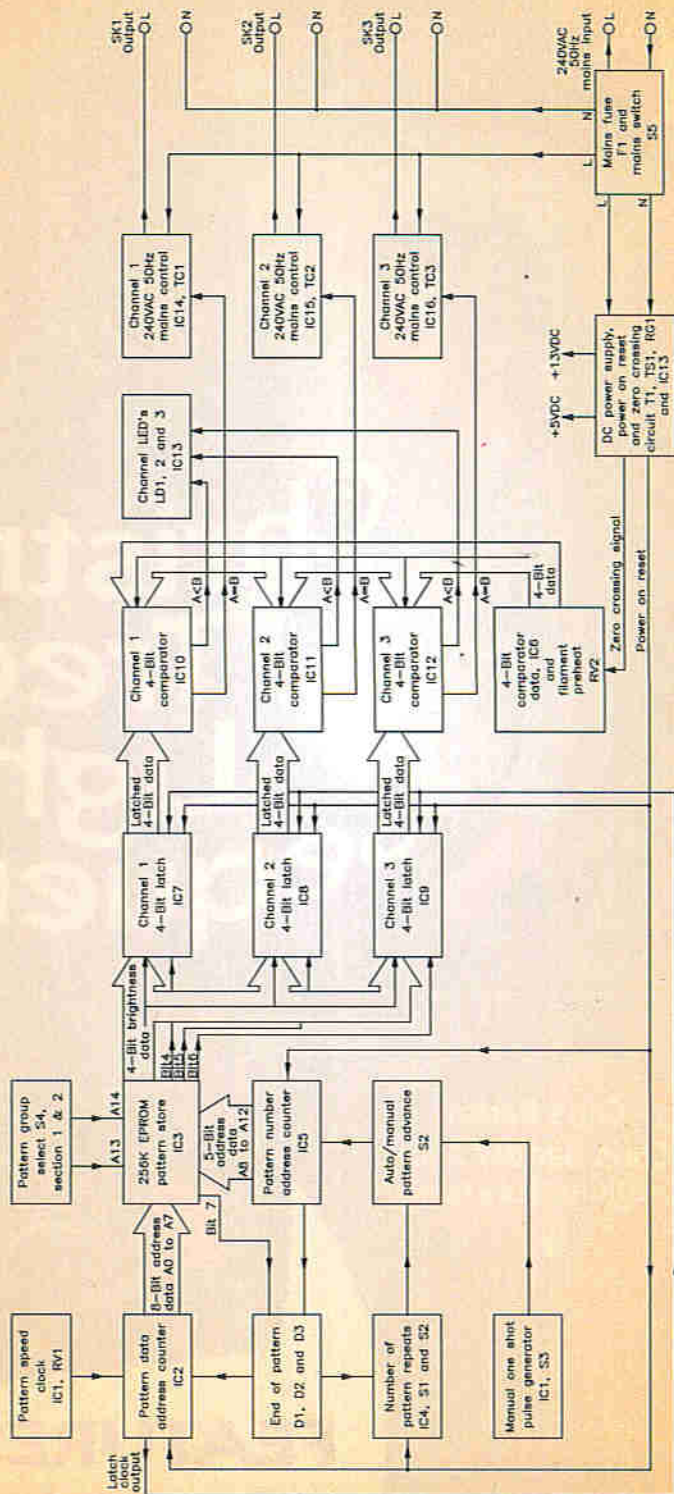 Pattern speed
clock
IC1, RV1
Pattern group
select S4,
section 1 & 2
A13
A14
Latch
clock
output
Pattern data
address counter
IC2
8-Bit address
data A0 to A7
256K EPROM
pattern store
IC3
4-Bit brightness
data
Bit4
Bit5
Bit6
Bit 7
5-Bit
address
data
A8 to A12
End of pattern
D1, D2 and D3
Pattern number
address counter
IC5
Number of
pattern repeats
IC4, S1 and S2
Auto/manual
pattern advance
S2
Manual one shot
pulse generator
IC1, S3
Channel 1
4-Bit latch
IC7
Latched
4-Bit data
Channel 1
4-Bit
comparator
IC10
A<B
A=B
Channel 2
4-Bit latch
IC8
Latched
4-Bit data
Channel 2
4-Bit
comparator
IC11
A<B
A=B
Channel 3
4-Bit latch
IC9
Latched
4-Bit data
Channel 3
4-Bit
comparator
IC12
A<B
A=B
4-Bit
comparator
data, IC6
and
filament
preheat
RV2
4-Bit
data
Zero crossing signal
Power on reset
Channel LED's
LD1, 2 and 3
IC13
Channel 1
240VAC 50Hz
mains control
IC14, TC1
Channel 2
240VAC 50Hz
mains control
IC15, TC2
Channel 3
240VAC 50Hz
mains control
IC16, TC3
SK1
Output
L
N
SK2
Output
L
N
SK3
Output
L
N
+5VDC
+13VDC
DC power supply,
power on reset
and zero crossing
circuit T1, TS1, RG1
and IC13
L
N
L
N
Mains fuse
F1 and
mains switch
S5
240VAC
50Hz
mains input
L
N